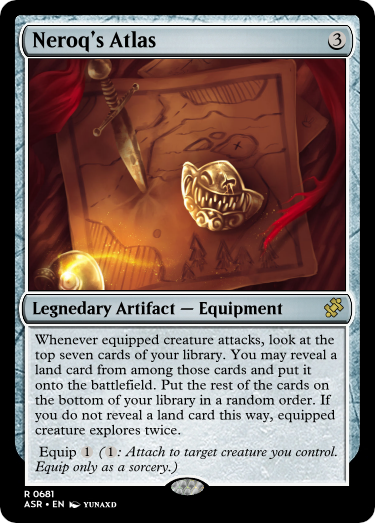 Neroq's Atlas 3
Legnedary Artifact — Equipment
Whenever equipped creature attacks, look at the
top seven cards of your library. You may reveal a
land card from among those cards and put it
onto the battlefield. Put the rest of the cards on
the bottom of your library in a random order. If
you do not reveal a land card this way, equipped
creature explores twice.
Equip 1 (1: Attach to target creature you control.
Equip only as a sorcery.)
R 0681
ASR • EN YUNAXD